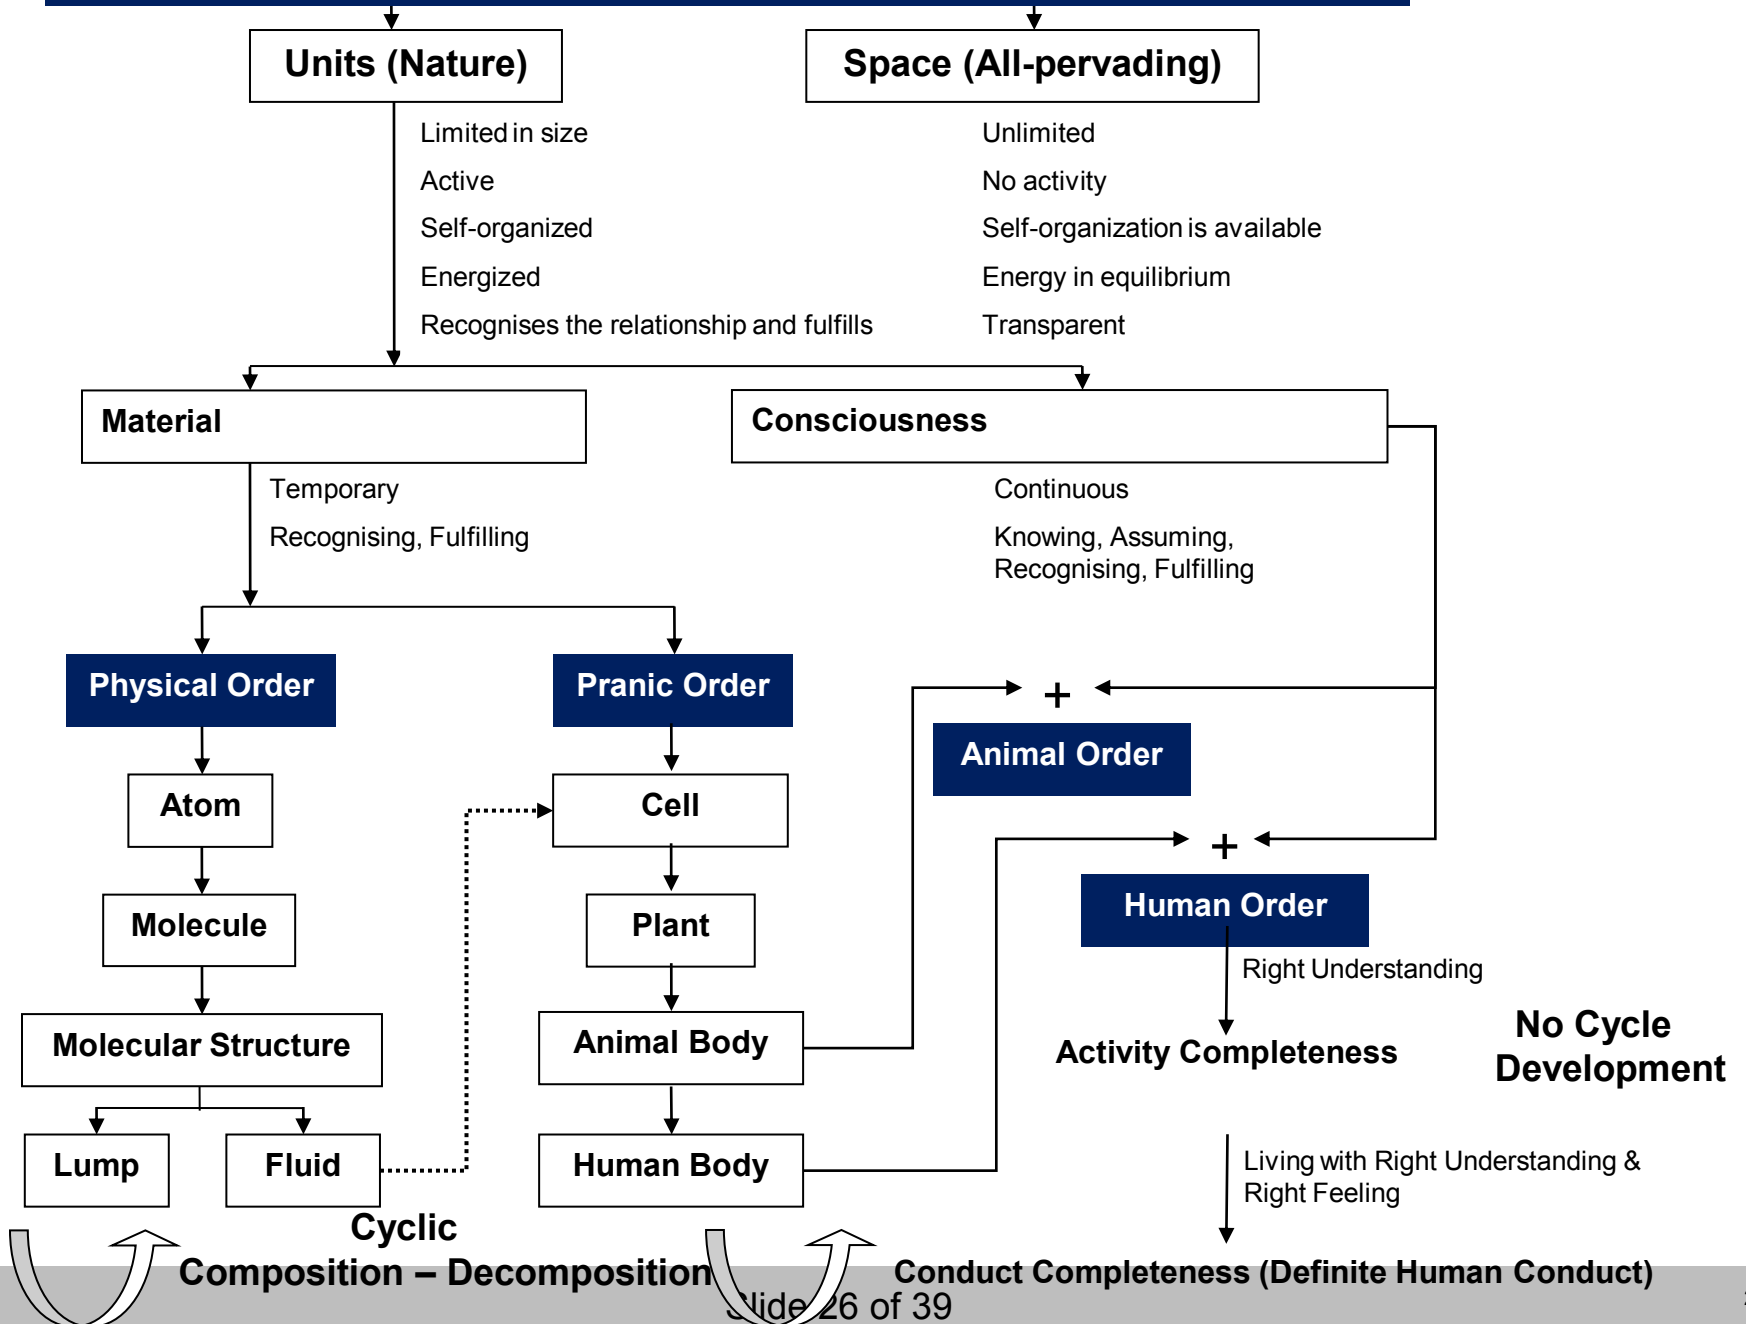 Units (Nature)
Space (All-pervading)
Limited in size
Active
Self-organized
Energized
Recognises the relationship and fulfills
Unlimited
No activity
Self-organization is available
Energy in equilibrium
Transparent
Material
Consciousness
Temporary
Recognising, Fulfilling
Continuous
Knowing, Assuming,
Recognising, Fulfilling
Physical Order
Pranic Order
+
Animal Order
Atom
Cell
+
Human Order
Molecule
Plant
Right Understanding
Molecular Structure
Animal Body
Activity Completeness
No Cycle
Development
Lump
Fluid
Human Body
Living with Right Understanding &
Right Feeling
Cyclic
Composition – Decomposition
Conduct Completeness (Definite Human Conduct)
Slide 26 of 39